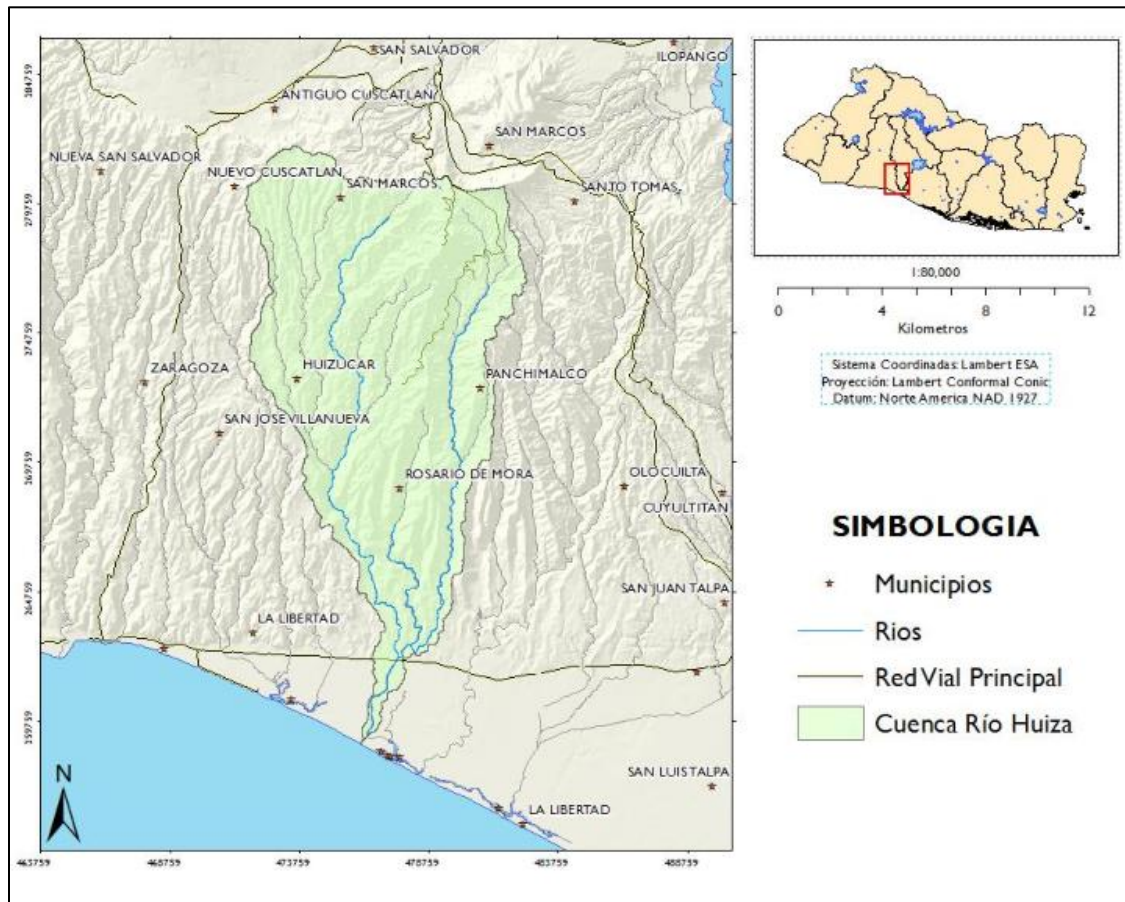 SAN SALVADOR
ILOPANGO
ANTIGUO CUSCATLAN
SAN MARCOS
NUEVA SAN SALVADOR
NUEVO CUSCATLAN
SAN MARCOS
SANTO TOMAS
ZARAGOZA
HUIZUCAR
PANCHIMALCO
SAN JOSE VILLANUEVA
ROSARIO DE MORA
OLOCUILTA
CUYULTITAN
SAN JUAN TALPA
LA LIBERTAD
SAN LUIS TALPA
LA LIBERTAD
N
284759
279759
274759
269759
264759
259759
463759
468759
473759
478759
483759
488759
1:80,000
0 4 8 12
Kilometros
Sistema Coordinadas: Lambert ESA
Proyección: Lambert Conformal Conic
Datum: Norte America NAD 1927
SIMBOLOGIA
Municipios
Rios
Red Vial Principal
Cuenca Río Huiza